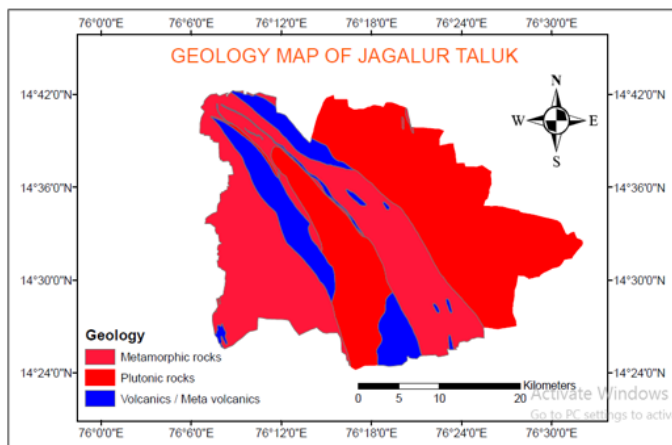 76°0'0"E 76°6'0"E 76°12'0"E 76°18'0"E 76°24'0"E 76°30'0"E
GEOLOGY MAP OF JAGALUR TALUK
N
W E
S
14°42'0"N 14°42'0"N
14°36'0"N 14°36'0"N
14°30'0"N 14°30'0"N
14°24'0"N 14°24'0"N
Geology
Metamorphic rocks
Plutonic rocks
Volcanics / Meta volcanics
Kilometers
0 5 10 20
Activate Windows
Go to PC settings to activ
76°0'0"E 76°6'0"E 76°12'0"E 76°18'0"E 76°24'0"E 76°30'0"E